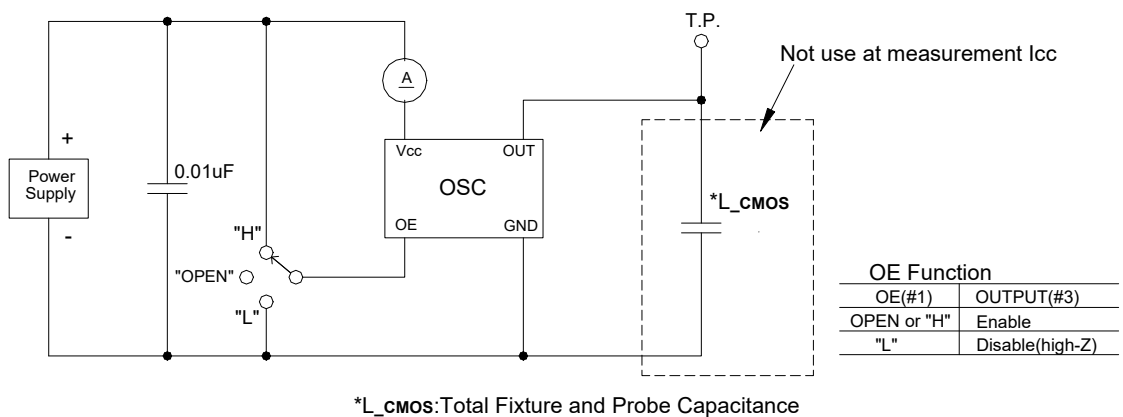 T.P.
Not use at measurement Icc
A
+
Power
Supply
-
0.01uF
Vcc
OUT
OSC
OE
GND
"H"
"OPEN"
"L"
*L_CMOS
OE Function
OE(#1) OUTPUT(#3)
OPEN or "H" Enable
"L" Disable(high-Z)
*L_CMOS:Total Fixture and Probe Capacitance